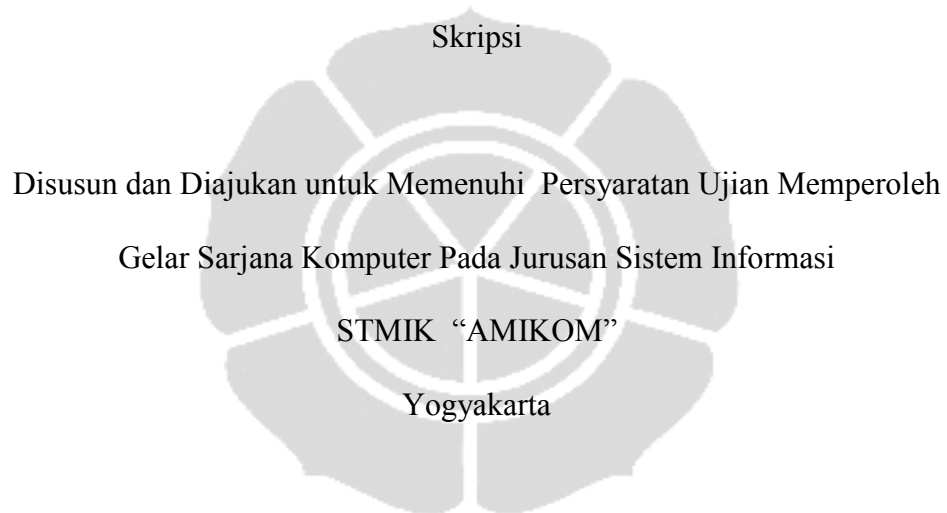 Skripsi
Disusun dan Diajukan untuk Memenuhi Persyaratan Ujian Memperoleh
Gelar Sarjana Komputer Pada Jurusan Sistem Informasi
STMIK “AMIKOM”
Yogyakarta